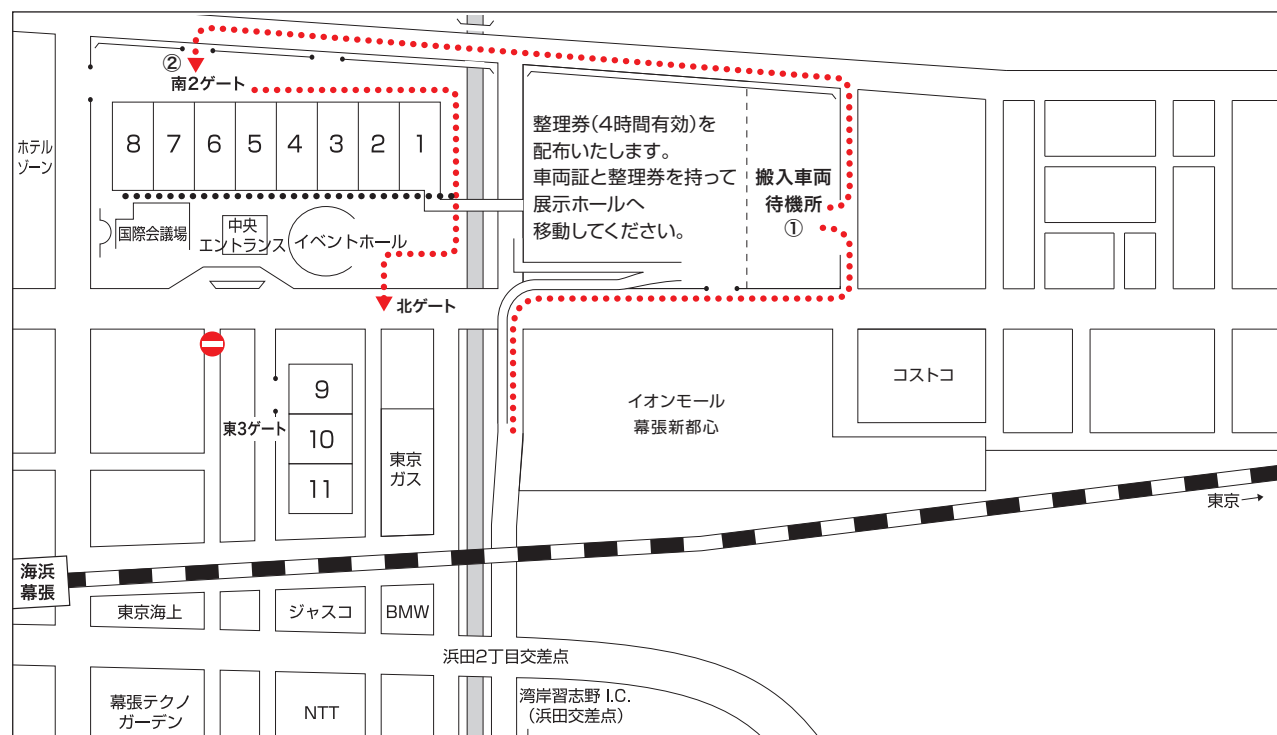 ②
南2ゲート
ホテル
ゾーン
8
7
6
5
4
3
2
1
整理券(4時間有効)を
配布いたします。
車両証と整理券を持って
展示ホールへ
移動してください。
搬入車両
待機所
①
国際会議場
中央
エントランス
イベントホール
北ゲート
9
10
11
東3ゲート
東京
ガス
イオンモール
幕張新都心
コストコ
東京
海浜
幕張
東京海上
ジャスコ
BMW
浜田2丁目交差点
幕張テクノ
ガーデン
NTT
湾岸習志野 I.C.
(浜田交差点)